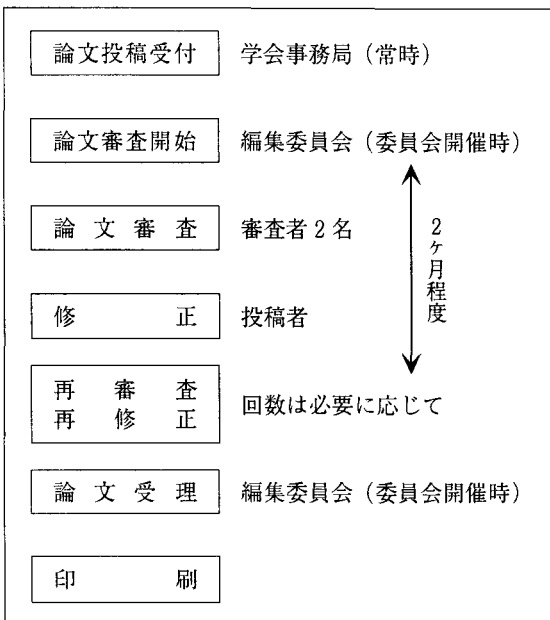 論文投稿受付 学会事務局（常時）
論文審査開始 編集委員会（委員会開催時）
論文審査 審査者2名
2ヶ月程度
修正 投稿者
再審査
再修正
回数は必要に応じて
論文受理 編集委員会（委員会開催時）
印刷